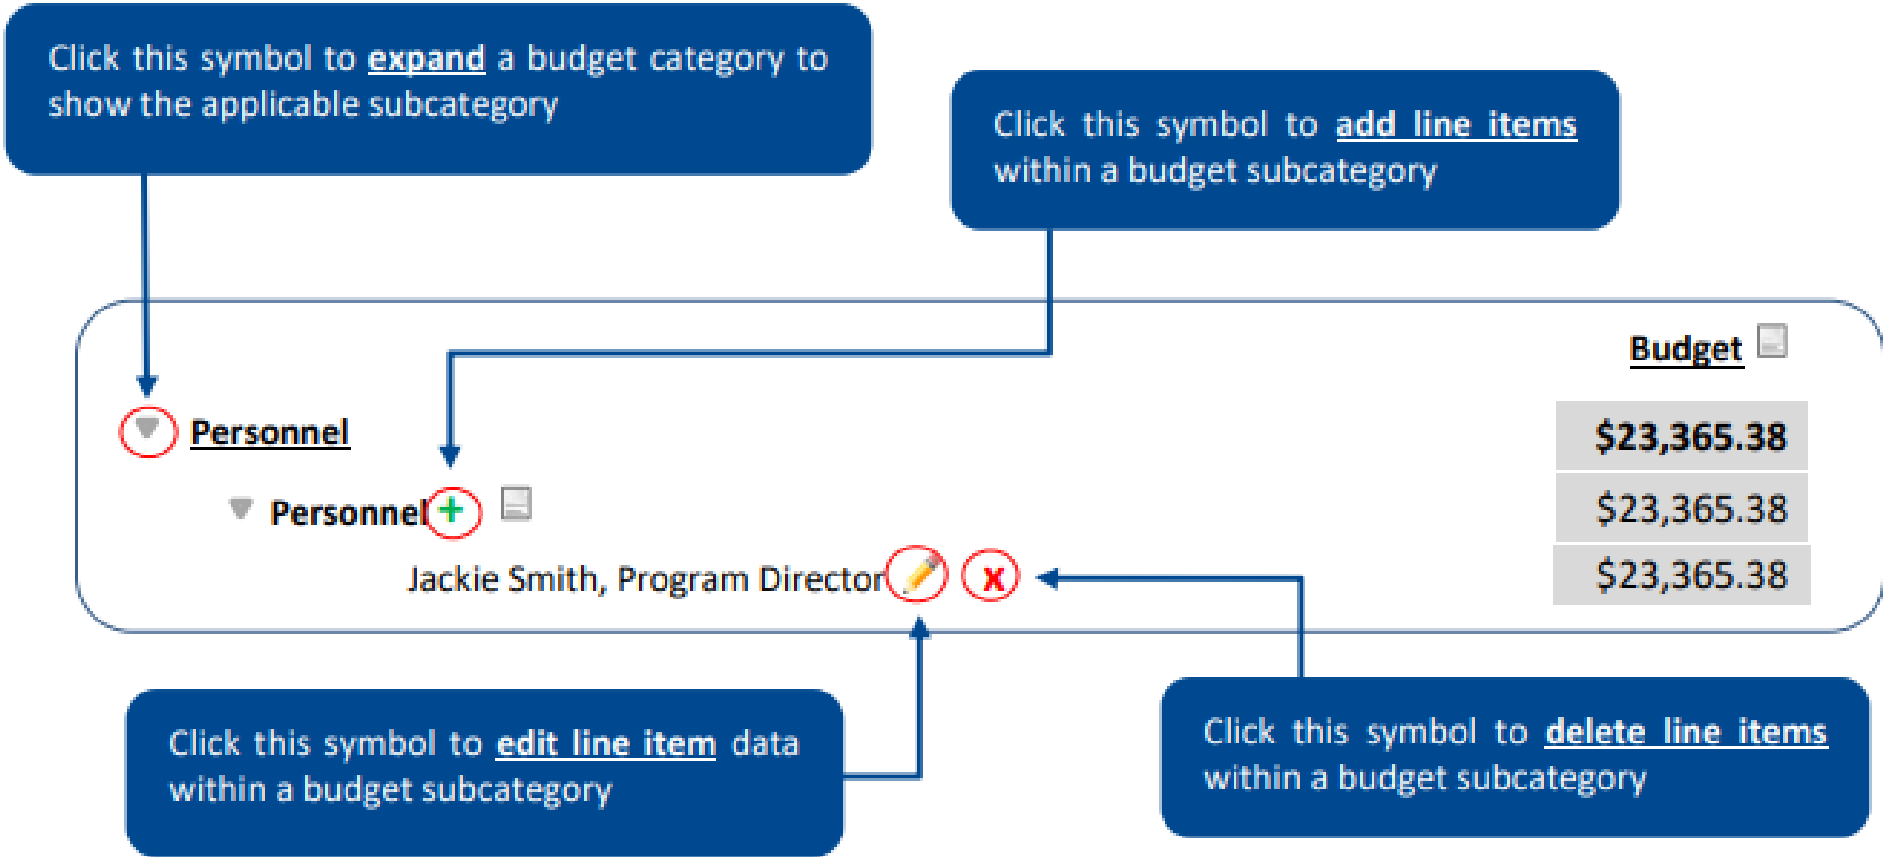 Click this symbol to expand a budget category to
show the applicable subcategory
Click this symbol to add line items
within a budget subcategory
Budget
Personnel
$23,365.38
Personnel +
$23,365.38
Jackie Smith, Program Director x
$23,365.38
Click this symbol to edit line item data
within a budget subcategory
Click this symbol to delete line items
within a budget subcategory